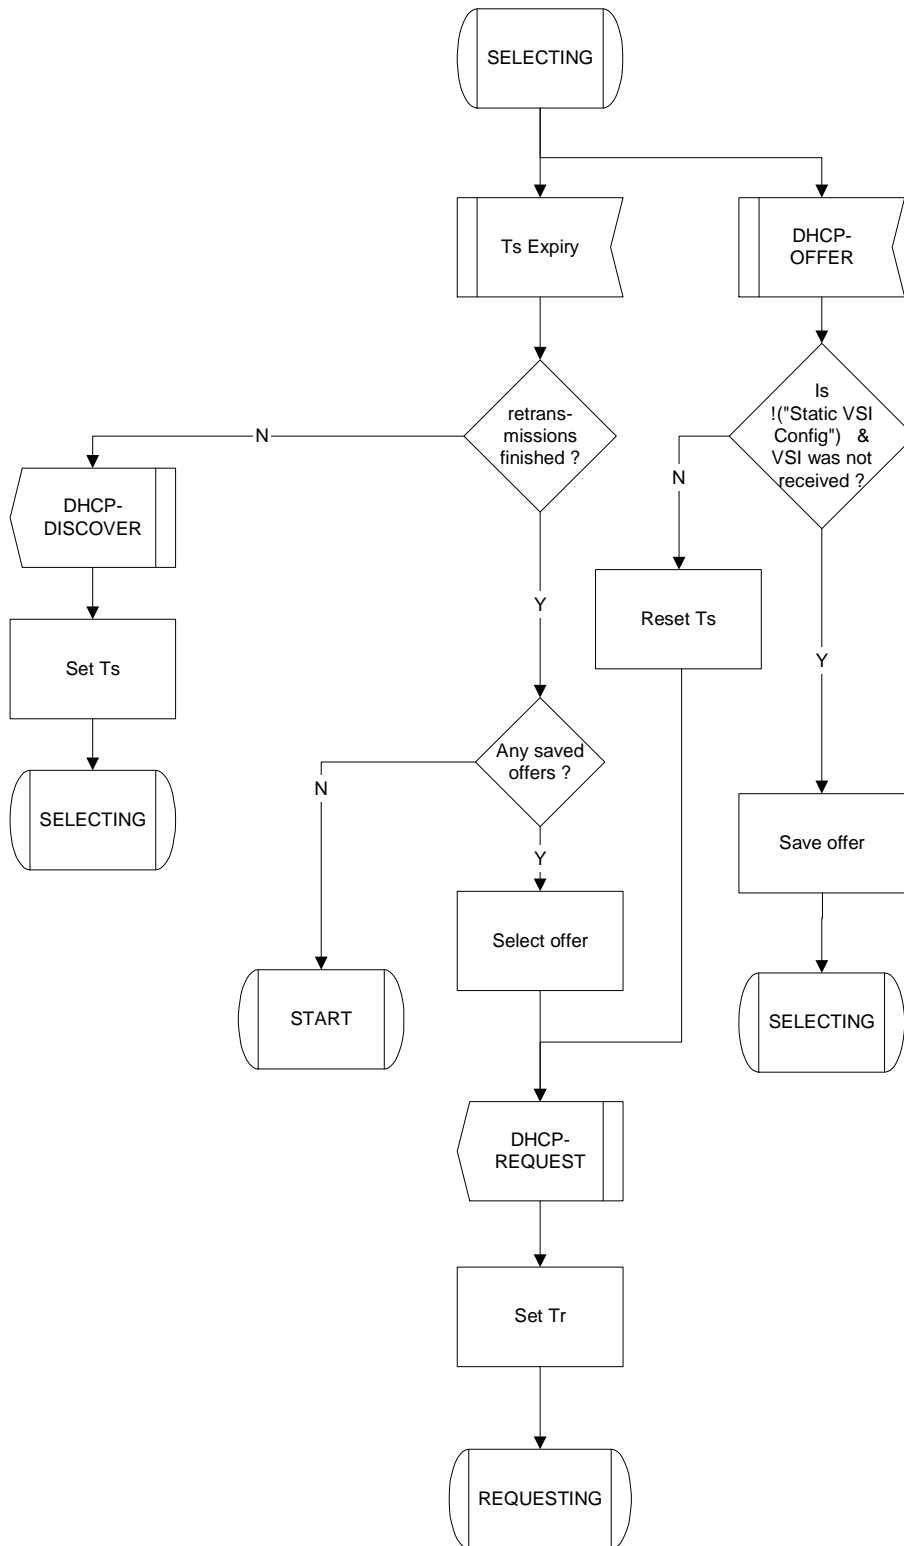 SELECTING
Ts Expiry
DHCP-
OFFER
retrans-
missions
finished ?
Is
!("Static VSI
Config")   &
VSI was not
received ?
N
N
DHCP-
DISCOVER
Y
Reset Ts
Set Ts
Y
Any saved
offers ?
N
SELECTING
Y
Save offer
Select offer
START
SELECTING
DHCP-
REQUEST
Set Tr
REQUESTING